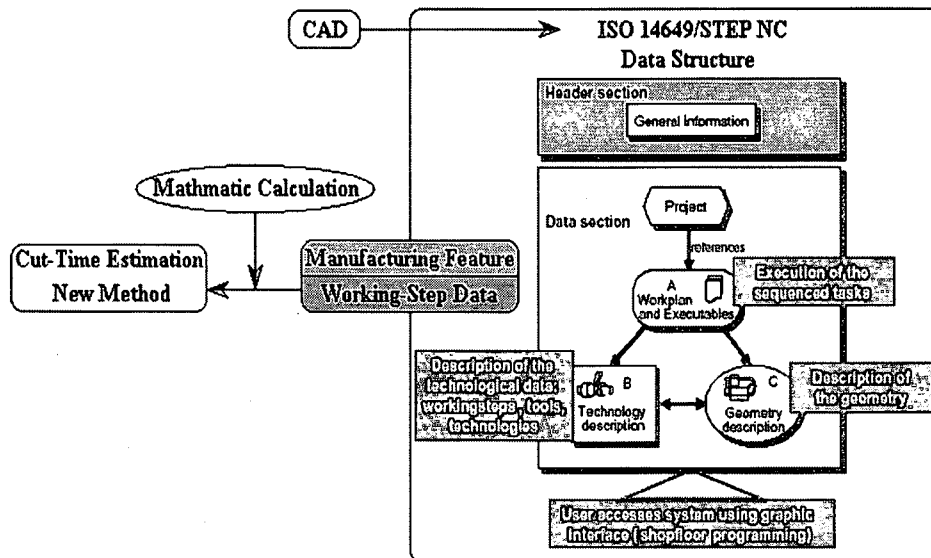 CAD
ISO 14649/STEP NC
Data Structure
Header section
General Information
Mathmatic Calculation
Data section
Project
references
Cut-Time Estimation
New Method
Manufacturing Feature
Working-Step Data
A
Workplan
and Executables
Execution of the
sequenced tasks
Description of the
technological data:
workingsteps, tools,
technologies
B
Technology
description
C
Geometry
description
Description of
the geometry
User accesses system using graphic
Interface ( shopfloor programming)